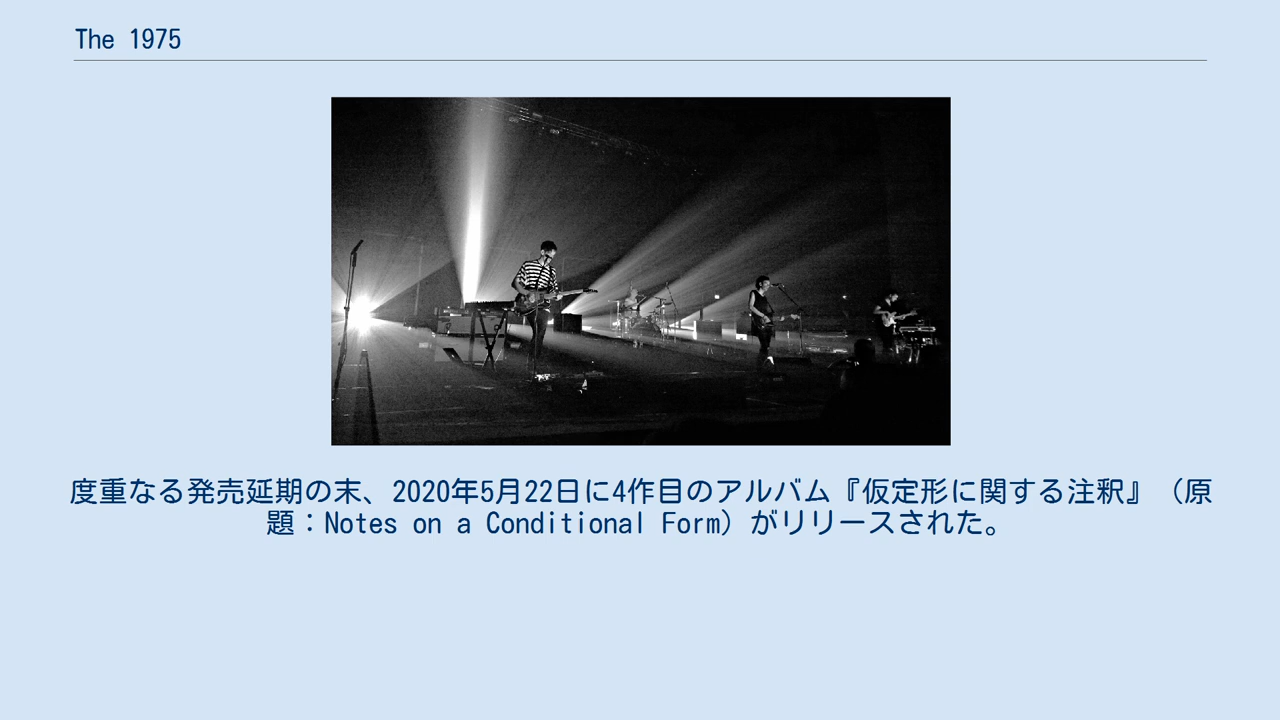 The 1975
度重なる発売延期の末、2020年5月22日に4作目のアルバム『仮定形に関する注釈』（原
題：Notes on a Conditional Form）がリリースされた。